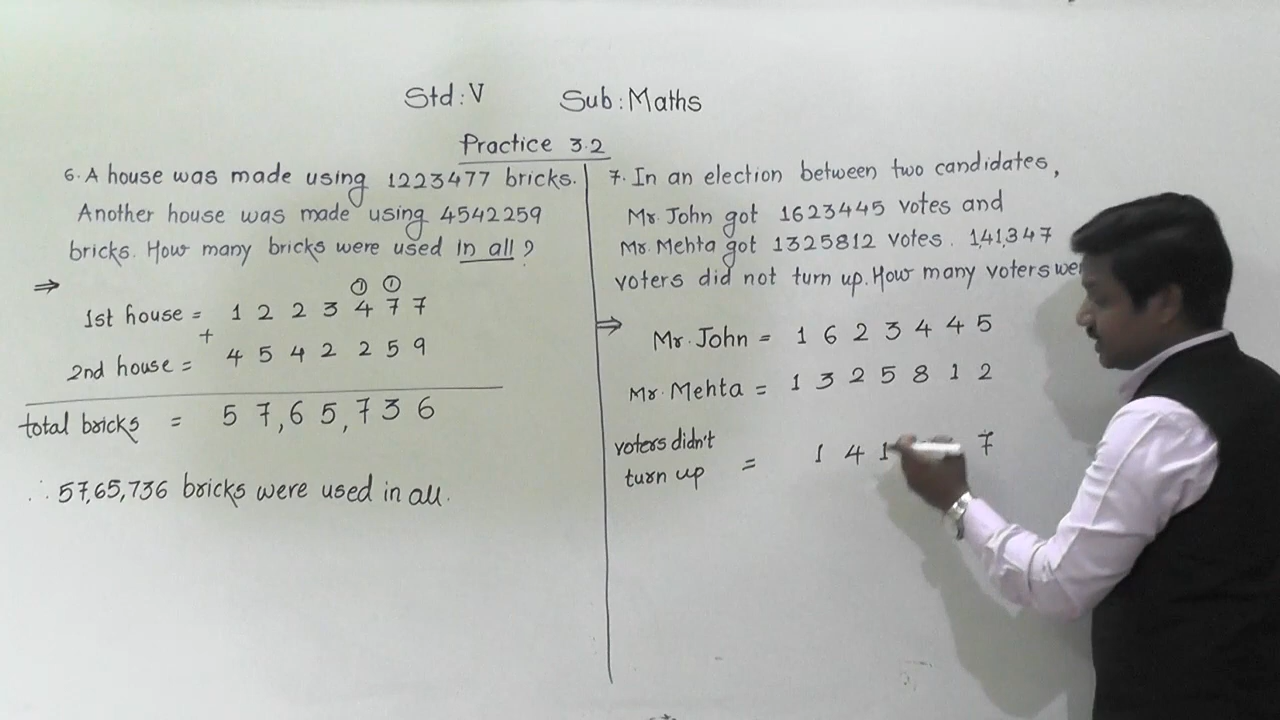 Std: V Sub: Maths
Practice 3.2
6. A house was made using 1223477 bricks.
Another house was made using 4542259
bricks. How many bricks were used in all?
⇒
① ①
1st house = 1 2 2 3 4 7 7
+
2nd house = 4 5 4 2 2 5 9
total bricks = 5 7,6 5,7 3 6
∴ 57,65,736 bricks were used in all.
7. In an election between two candidates,
Mr. John got 1623445 votes and
Mr. Mehta got 1325812 votes. 1,41,347
voters did not turn up. How many voters
⇒ Mr. John = 1 6 2 3 4 4 5
Mr. Mehta = 1 3 2 5 8 1 2
voters didn't
turn up = 1 4 1 7